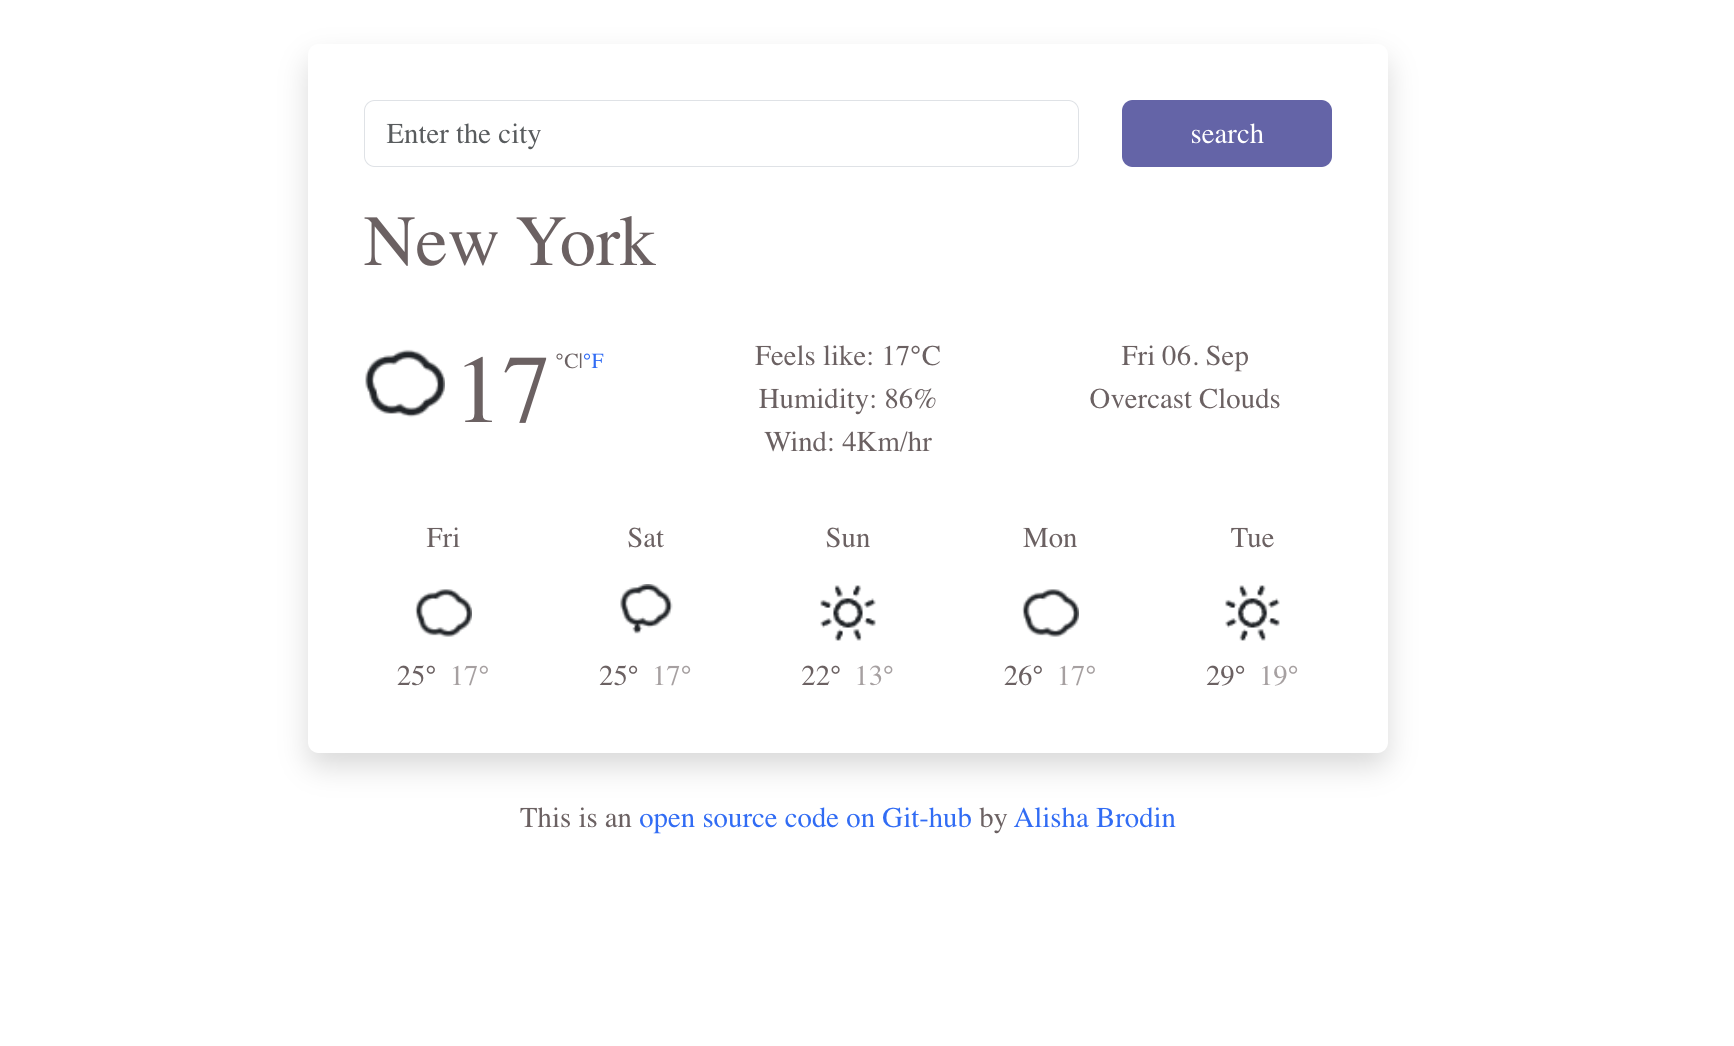 Enter the city
search
New York
17 °C|°F
Feels like: 17°C
Humidity: 86%
Wind: 4Km/hr
Fri 06. Sep
Overcast Clouds
Fri Sat Sun Mon Tue
25° 17° 25° 17° 22° 13° 26° 17° 29° 19°
This is an open source code on Git-hub by Alisha Brodin